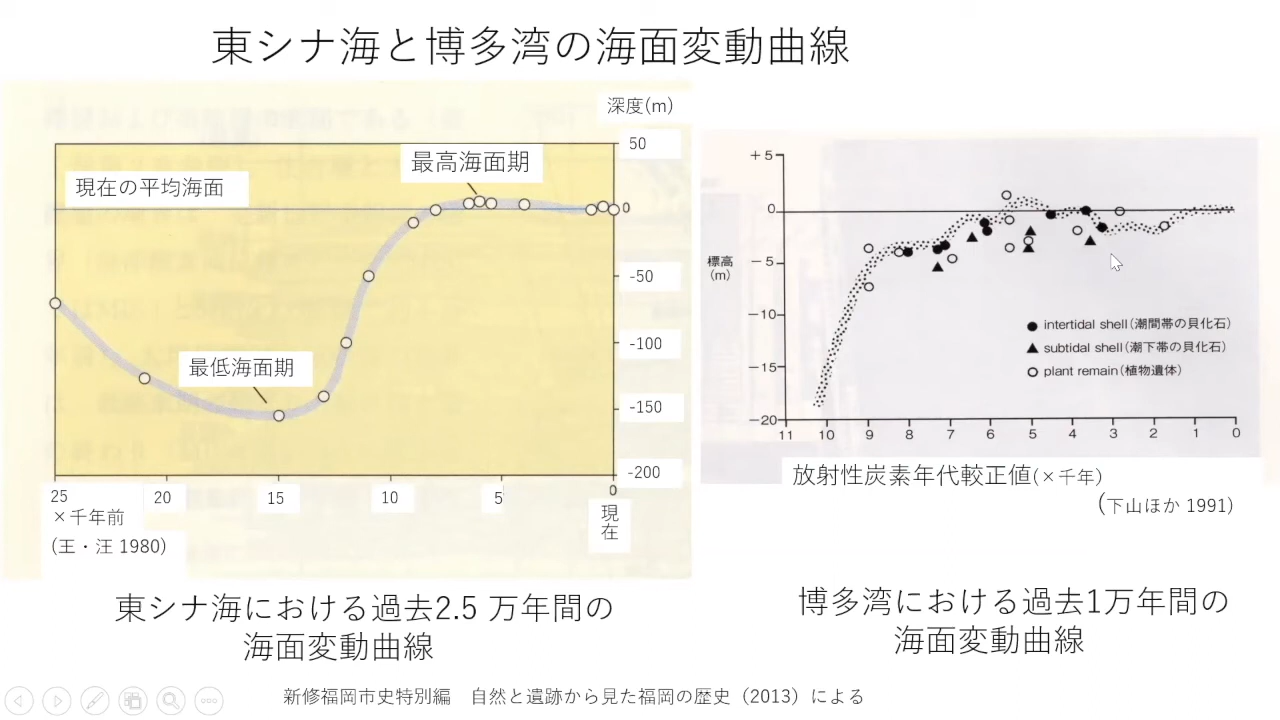 東シナ海と博多湾の海面変動曲線
深度(m)
50
最高海面期
現在の平均海面
0
-50
-100
最低海面期
-150
-200
25 20 15 10 5 0
×千年前
現在
(王・汪 1980)
東シナ海における過去2.5 万年間の
海面変動曲線
+5
0
-5
標高
(m)
-10
intertidal shell(潮間帯の貝化石)
subtidal shell(潮下帯の貝化石)
-15
plant remain(植物遺体)
-20
11 10 9 8 7 6 5 4 3 2 1 0
放射性炭素年代較正値(×千年)
(下山ほか 1991)
博多湾における過去1万年間の
海面変動曲線
新修福岡市史特別編 自然と遺跡から見た福岡の歴史(2013)による